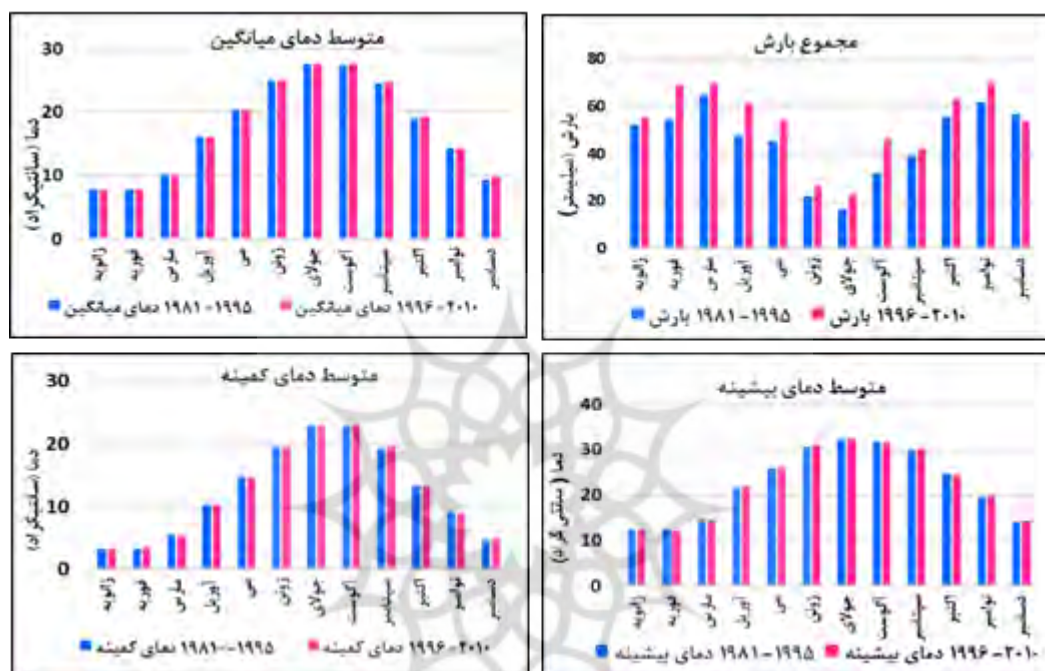 متوسط دمای میانگین
30
20
10
0
دما (سانتیگراد)
ژانویه
فوریه
مارس
آوریل
می
ژوئن
جولای
آگوست
سپتامبر
اکتبر
نوامبر
دسامبر
دمای میانگین ۱۹۸۱-۱۹۹۵
دمای میانگین ۱۹۹۶-۲۰۱۰
مجموع بارش
80
60
40
20
0
بارش (میلیمتر)
ژانویه
فوریه
مارس
آوریل
می
ژوئن
جولای
آگوست
سپتامبر
اکتبر
نوامبر
دسامبر
بارش ۱۹۸۱-۱۹۹۵
بارش ۱۹۹۶-۲۰۱۰
متوسط دمای کمینه
30
20
10
0
دما (سانتیگراد)
ژانویه
فوریه
مارس
آوریل
می
ژوئن
جولای
آگوست
سپتامبر
اکتبر
نوامبر
دسامبر
دمای کمینه ۱۹۸۱--۱۹۹۵
دمای کمینه ۱۹۹۶-۲۰۱۰
متوسط دمای بیشینه
40
30
20
10
0
دما (سانتی گراد)
ژانویه
فوریه
مارس
آوریل
می
ژوئن
جولای
آگوست
سپتامبر
اکتبر
نوامبر
دسامبر
دمای بیشینه ۱۹۸۱-۱۹۹۵
دمای بیشینه ۱۹۹۶-۲۰۱۰